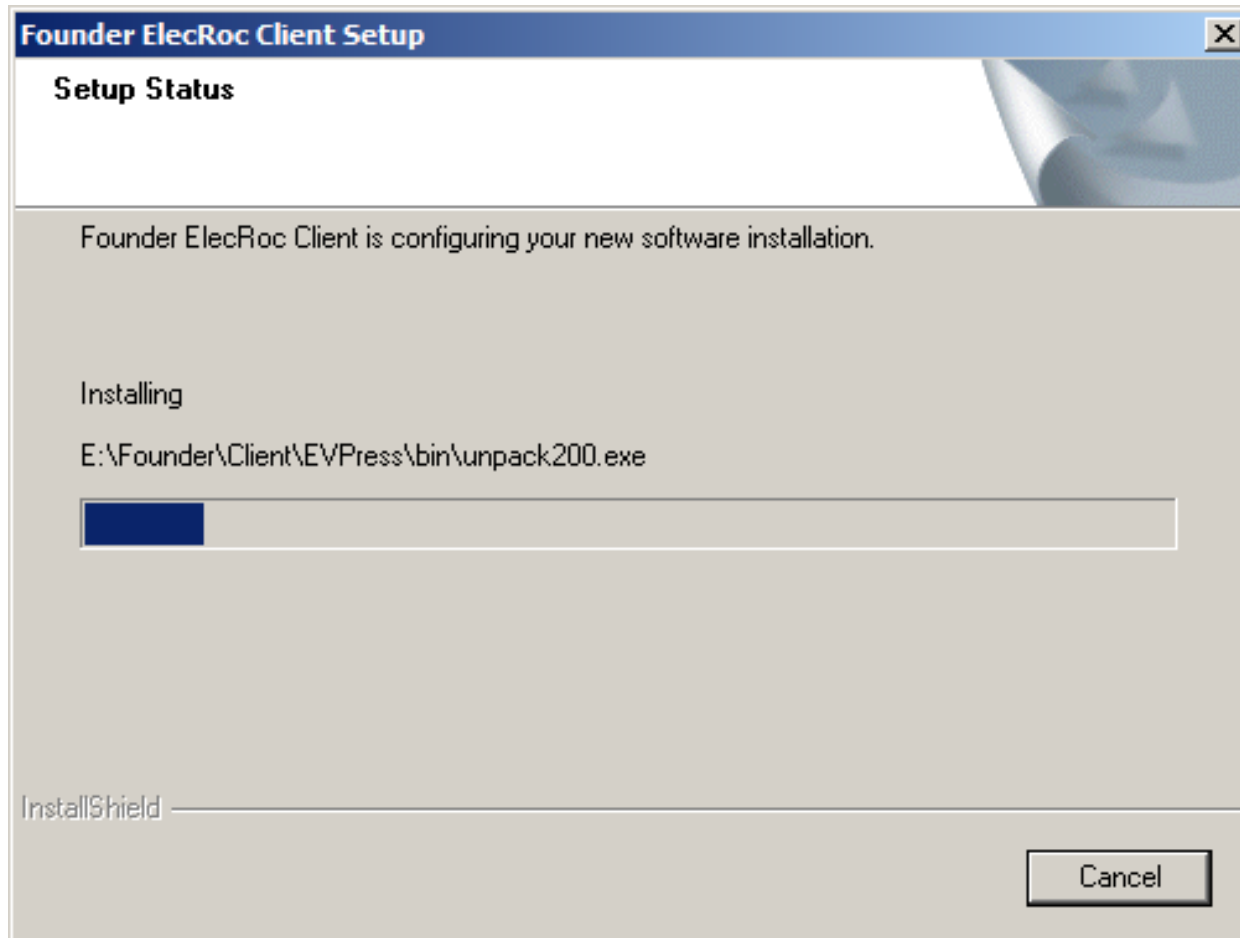 Founder ElecRoc Client Setup
Setup Status
Founder ElecRoc Client is configuring your new software installation.
Installing
E:\Founder\Client\EVPress\bin\unpack200.exe
InstallShield
Cancel